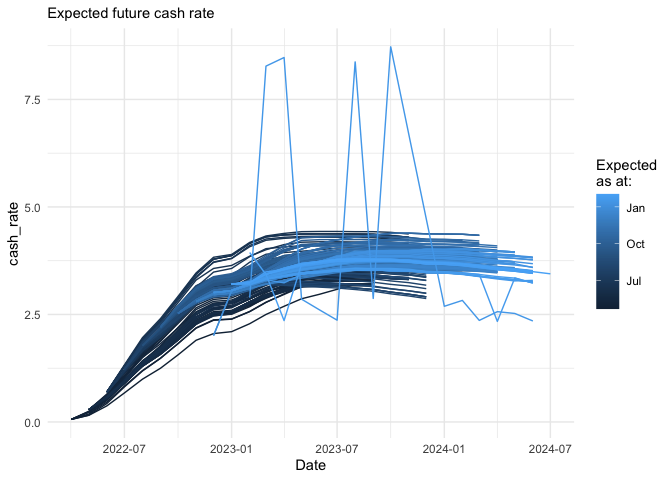 Expected future cash rate
7.5
5.0
2.5
0.0
cash_rate
2022-07
2023-01
2023-07
2024-01
2024-07
Date
Expected
as at:
Jan
Oct
Jul